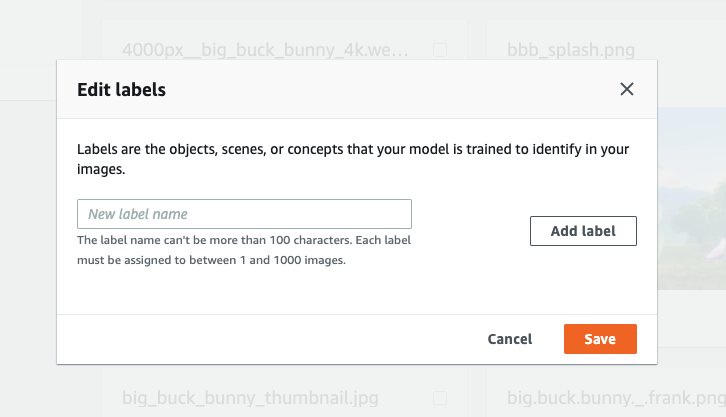 4000px__big_buck_bunny_4k.we...
bbb_splash.png
Edit labels
Labels are the objects, scenes, or concepts that your model is trained to identify in your
images.
New label name
The label name can't be more than 100 characters. Each label
must be assigned to between 1 and 1000 images.
Add label
Cancel
Save
big_buck_bunny_thumbnail.jpg
big.buck.bunny._.frank.png